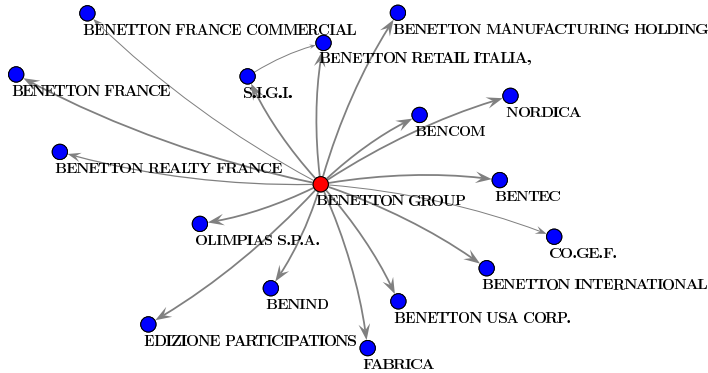 BENETTON FRANCE COMMERCIAL
BENETTON MANUFACTURING HOLDING
BENETTON RETAIL ITALIA,
BENETTON FRANCE
S.I.G.I.
NORDICA
BENCOM
BENETTON REALTY FRANCE
BENTEC
BENETTON GROUP
OLIMPIAS S.P.A.
CO.GE.F.
BENETTON INTERNATIONAL
BENIND
BENETTON USA CORP.
EDIZIONE PARTICIPATIONS
FABRICA